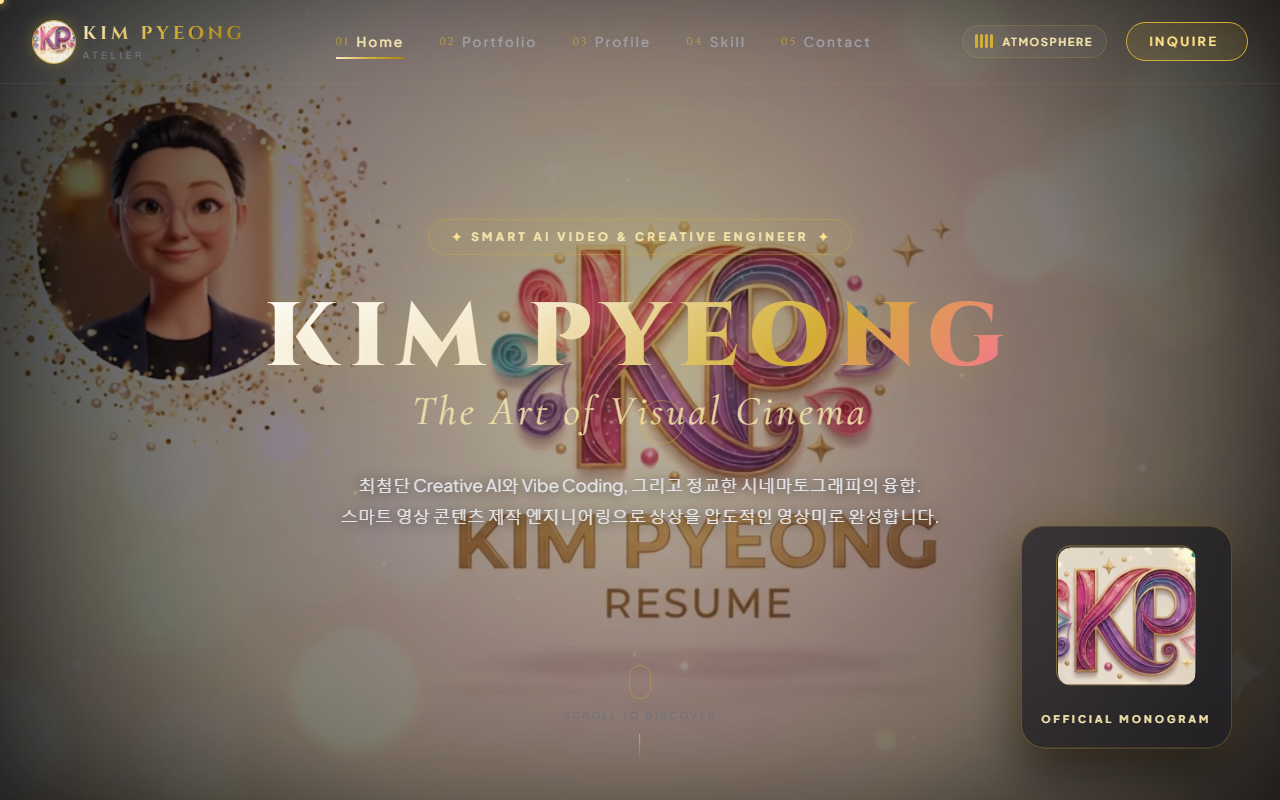 KP KIM PYEONG
ATELIER
01 Home
02 Portfolio
03 Profile
04 Skill
05 Contact
ATMOSPHERE
INQUIRE
✦ SMART AI VIDEO & CREATIVE ENGINEER ✦
KP
KIM PYEONG
The Art of Visual Cinema
최첨단 Creative AI와 Vibe Coding, 그리고 정교한 시네마토그래피의 융합.
스마트 영상 콘텐츠 제작 엔지니어링으로 상상을 압도적인 영상미로 완성합니다.
KIM PYEONG
RESUME
SCROLL TO DISCOVER
KP
OFFICIAL MONOGRAM